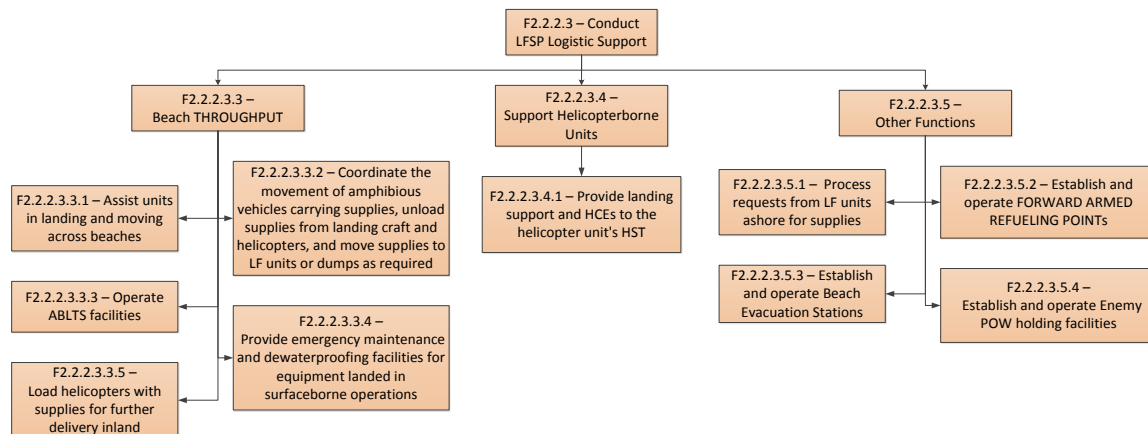 F2.2.2.3 – Conduct
LFSP Logistic Support
F2.2.2.3.3 –
Beach THROUGHPUT
F2.2.2.3.4 –
Support Helicopterborne
Units
F2.2.2.3.5 –
Other Functions
F2.2.2.3.3.1 – Assist units
in landing and moving
across beaches
F2.2.2.3.3.2 – Coordinate the
movement of amphibious
vehicles carrying supplies, unload
supplies from landing craft and
helicopters, and move supplies to
LF units or dumps as required
F2.2.2.3.3.3 – Operate
ABLTS facilities
F2.2.2.3.3.4 –
Provide emergency maintenance
and dewaterproofing facilities for
equipment landed in
surfaceborne operations
F2.2.2.3.3.5 –
Load helicopters with
supplies for further
delivery inland
F2.2.2.3.4.1 – Provide landing
support and HCEs to the
helicopter unit's HST
F2.2.2.3.5.1 – Process
requests from LF units
ashore for supplies
F2.2.2.3.5.2 – Establish and
operate FORWARD ARMED
REFUELING POINTs
F2.2.2.3.5.3 – Establish
and operate Beach
Evacuation Stations
F2.2.2.3.5.4 –
Establish and operate Enemy
POW holding facilities